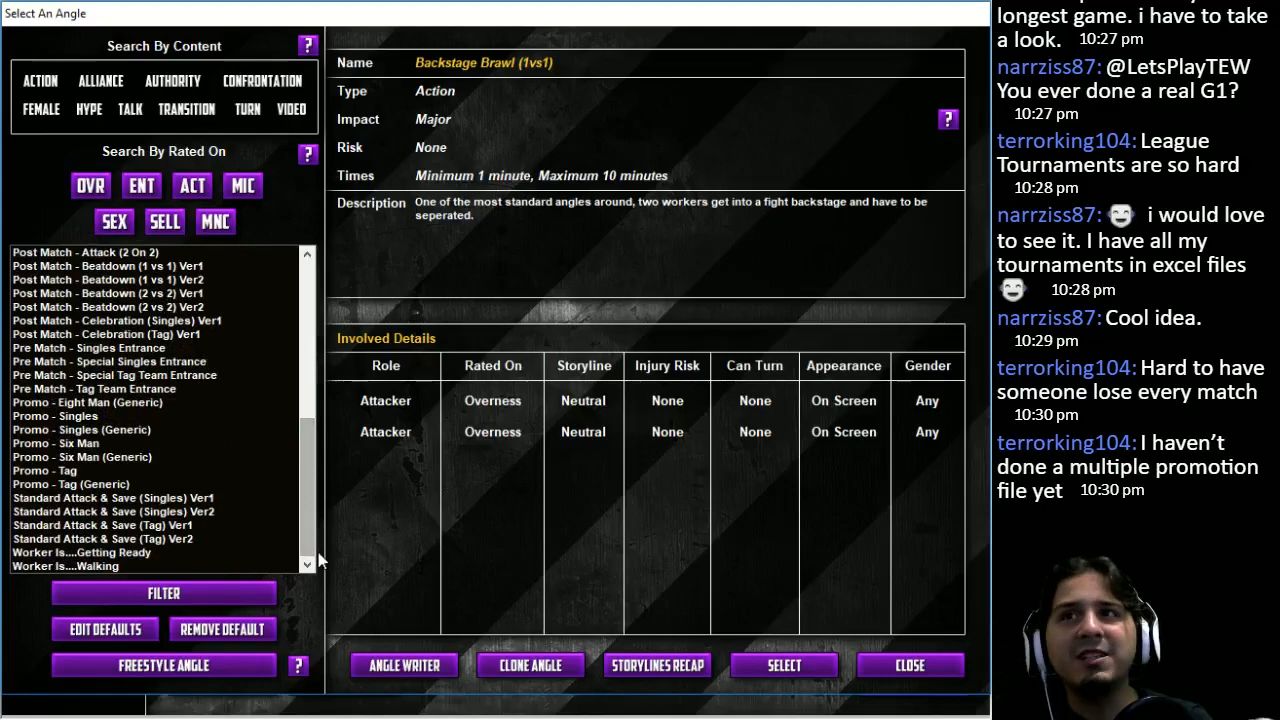 Select An Angle
Search By Content
?
ACTION ALLIANCE AUTHORITY CONFRONTATION
FEMALE HYPE TALK TRANSITION TURN VIDEO
Search By Rated On
?
OVR ENT ACT MIC
SEX SELL MNC
Post Match - Attack (2 On 2)
Post Match - Beatdown (1 vs 1) Ver1
Post Match - Beatdown (1 vs 1) Ver2
Post Match - Beatdown (2 vs 2) Ver1
Post Match - Beatdown (2 vs 2) Ver2
Post Match - Celebration (Singles) Ver1
Post Match - Celebration (Tag) Ver1
Pre Match - Singles Entrance
Pre Match - Special Singles Entrance
Pre Match - Special Tag Team Entrance
Pre Match - Tag Team Entrance
Promo - Eight Man (Generic)
Promo - Singles
Promo - Singles (Generic)
Promo - Six Man
Promo - Six Man (Generic)
Promo - Tag
Promo - Tag (Generic)
Standard Attack & Save (Singles) Ver1
Standard Attack & Save (Singles) Ver2
Standard Attack & Save (Tag) Ver1
Standard Attack & Save (Tag) Ver2
Worker Is....Getting Ready
Worker Is....Walking
FILTER
EDIT DEFAULTS REMOVE DEFAULT
FREESTYLE ANGLE ?
Name Backstage Brawl (1vs1)
Type Action
Impact Major
?
Risk None
Times Minimum 1 minute, Maximum 10 minutes
Description One of the most standard angles around, two workers get into a fight backstage and have to be
seperated.
Involved Details
Role Rated On Storyline Injury Risk Can Turn Appearance Gender
Attacker Overness Neutral None None On Screen Any
Attacker Overness Neutral None None On Screen Any
ANGLE WRITER CLONE ANGLE STORYLINES RECAP SELECT CLOSE
longest game. i have to take
a look. 10:27 pm
narrziss87: @LetsPlayTEW
You ever done a real G1?
10:27 pm
terrorking104: League
Tournaments are so hard
10:28 pm
narrziss87: i would love
to see it. I have all my
tournaments in excel files
10:28 pm
narrziss87: Cool idea.
10:29 pm
terrorking104: Hard to have
someone lose every match
10:30 pm
terrorking104: I haven't
done a multiple promotion
file yet 10:30 pm